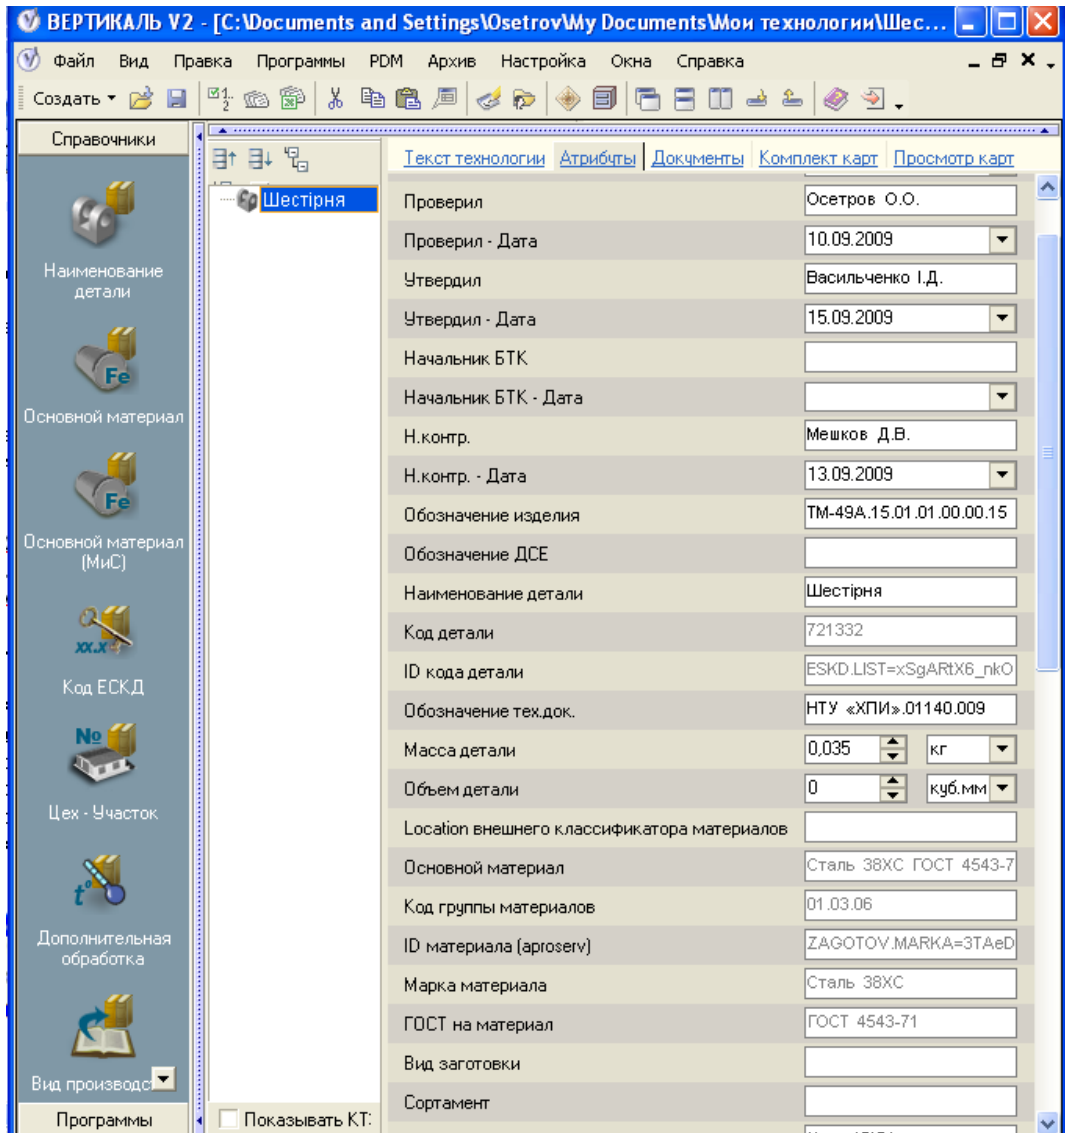 ВЕРТИКАЛЬ V2 - [C:\Documents and Settings\Osetrov\My Documents\Мои технологии\Шес...
Файл Вид Правка Программы PDM Архив Настройка Окна Справка
Создать
Справочники
Наименование
детали
Основной материал
Основной материал
(МиС)
Код ЕСКД
Цех - Участок
Дополнительная
обработка
Вид производс
Программы
Шестірня
Показывать КТ:
Текст технологии Атрибуты Документы Комплект карт Просмотр карт
Проверил Осетров О.О.
Проверил - Дата 10.09.2009
Утвердил Васильченко І.Д.
Утвердил - Дата 15.09.2009
Начальник БТК
Начальник БТК - Дата
Н.контр. Мешков Д.В.
Н.контр. - Дата 13.09.2009
Обозначение изделия ТМ-49А.15.01.01.00.00.15
Обозначение ДСЕ
Наименование детали Шестірня
Код детали 721332
ID кода детали ESKD.LIST=xSgARtX6_nkO
Обозначение тех.док. НТУ «ХПИ».01140.009
Масса детали 0,035 кг
Объем детали 0 куб.мм
Location внешнего классификатора материалов
Основной материал Сталь 38ХС ГОСТ 4543-7
Код группы материалов 01.03.06
ID материала (aproserv) ZAGOTOV.MARKA=3TAeD
Марка материала Сталь 38ХС
ГОСТ на материал ГОСТ 4543-71
Вид заготовки
Сортамент